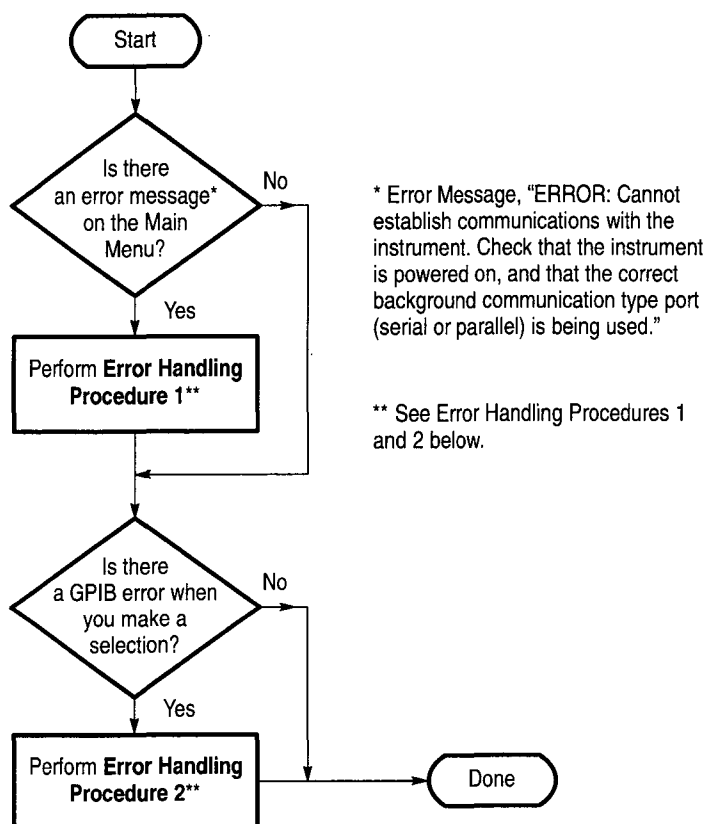 Start
Is there
an error message*
on the Main
Menu?
No
Yes
Perform Error Handling
Procedure 1**
* Error Message, “ERROR: Cannot
establish communications with the
instrument. Check that the instrument
is powered on, and that the correct
background communication type port
(serial or parallel) is being used.”
** See Error Handling Procedures 1
and 2 below.
Is there
a GPIB error when
you make a
selection?
No
Yes
Perform Error Handling
Procedure 2**
Done